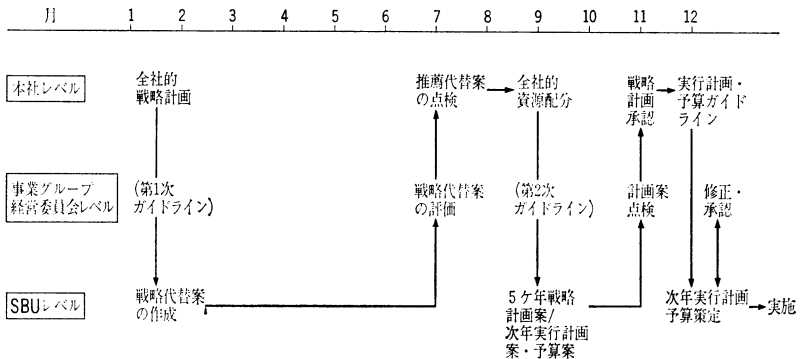 月 1 2 3 4 5 6 7 8 9 10 11 12
本社レベル
全社的
戦略計画
推薦代替案
の点検
全社的
資源配分
戦略
計画
承認
実行計画・
予算ガイド
ライン
事業グループ
経営委員会レベル
(第1次
ガイドライン)
戦略代替案
の評価
(第2次
ガイドライン)
計画案
点検
修正・
承認
SBUレベル
戦略代替案
の作成
5ケ年戦略
計画案/
次年実行計画
案・予算案
次年実行計画
予算策定
実施